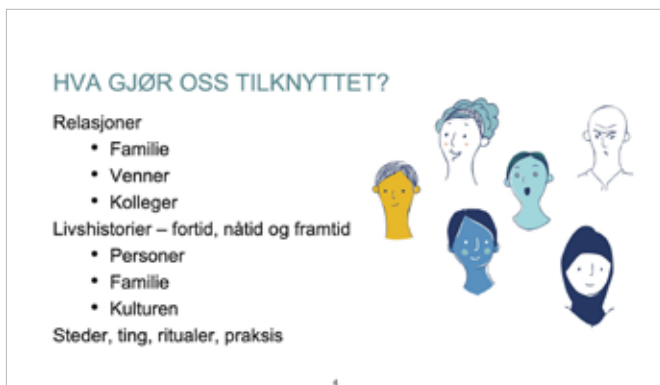 HVA GJØR OSS TILKNYTTET?
Relasjoner
• Familie
• Venner
• Kolleger
Livshistorier – fortid, nåtid og framtid
• Personer
• Familie
• Kulturen
Steder, ting, ritualer, praksis